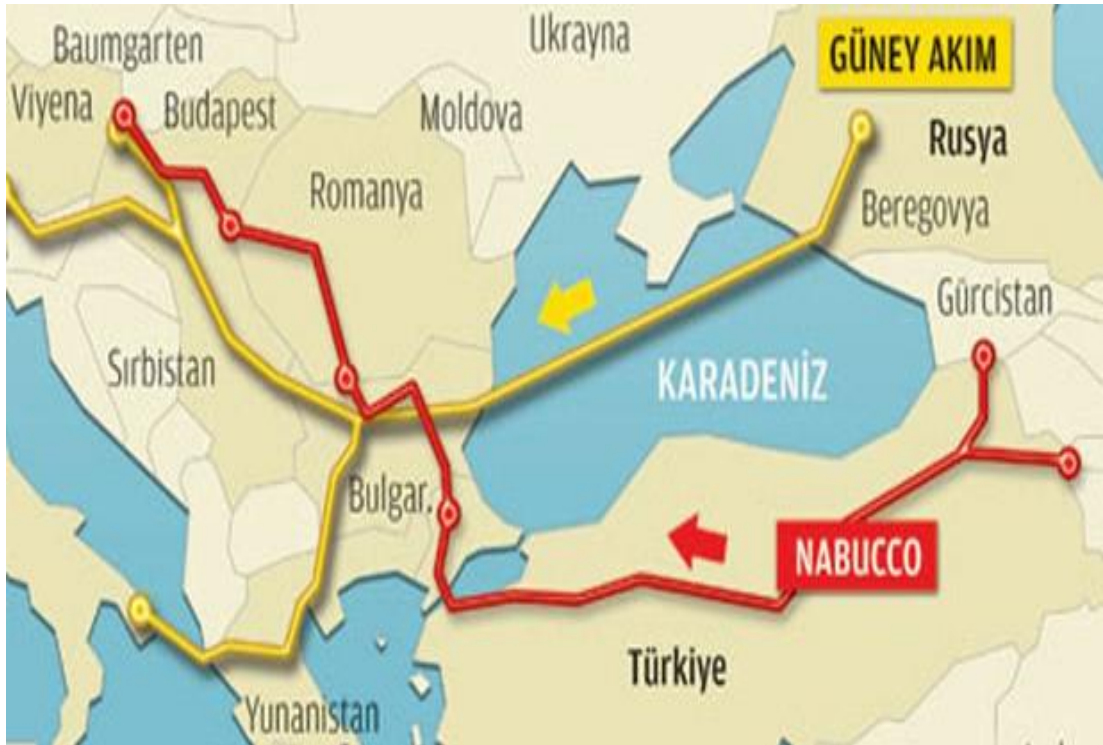 Baumgarten
Ukrayna
GÜNEY AKIM
Viyena
Budapest
Moldova
Rusya
Romanya
Beregovya
Gürcistan
Sırbistan
KARADENİZ
Bulgar.
NABUCCO
Türkiye
Yunanistan